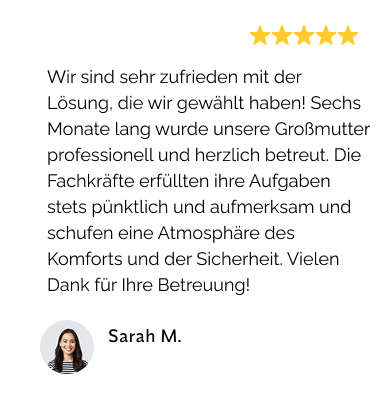 Wir sind sehr zufrieden mit der
Lösung, die wir gewählt haben! Sechs
Monate lang wurde unsere Großmutter
professionell und herzlich betreut. Die
Fachkräfte erfüllten ihre Aufgaben
stets pünktlich und aufmerksam und
schufen eine Atmosphäre des
Komforts und der Sicherheit. Vielen
Dank für Ihre Betreuung!
Sarah M.